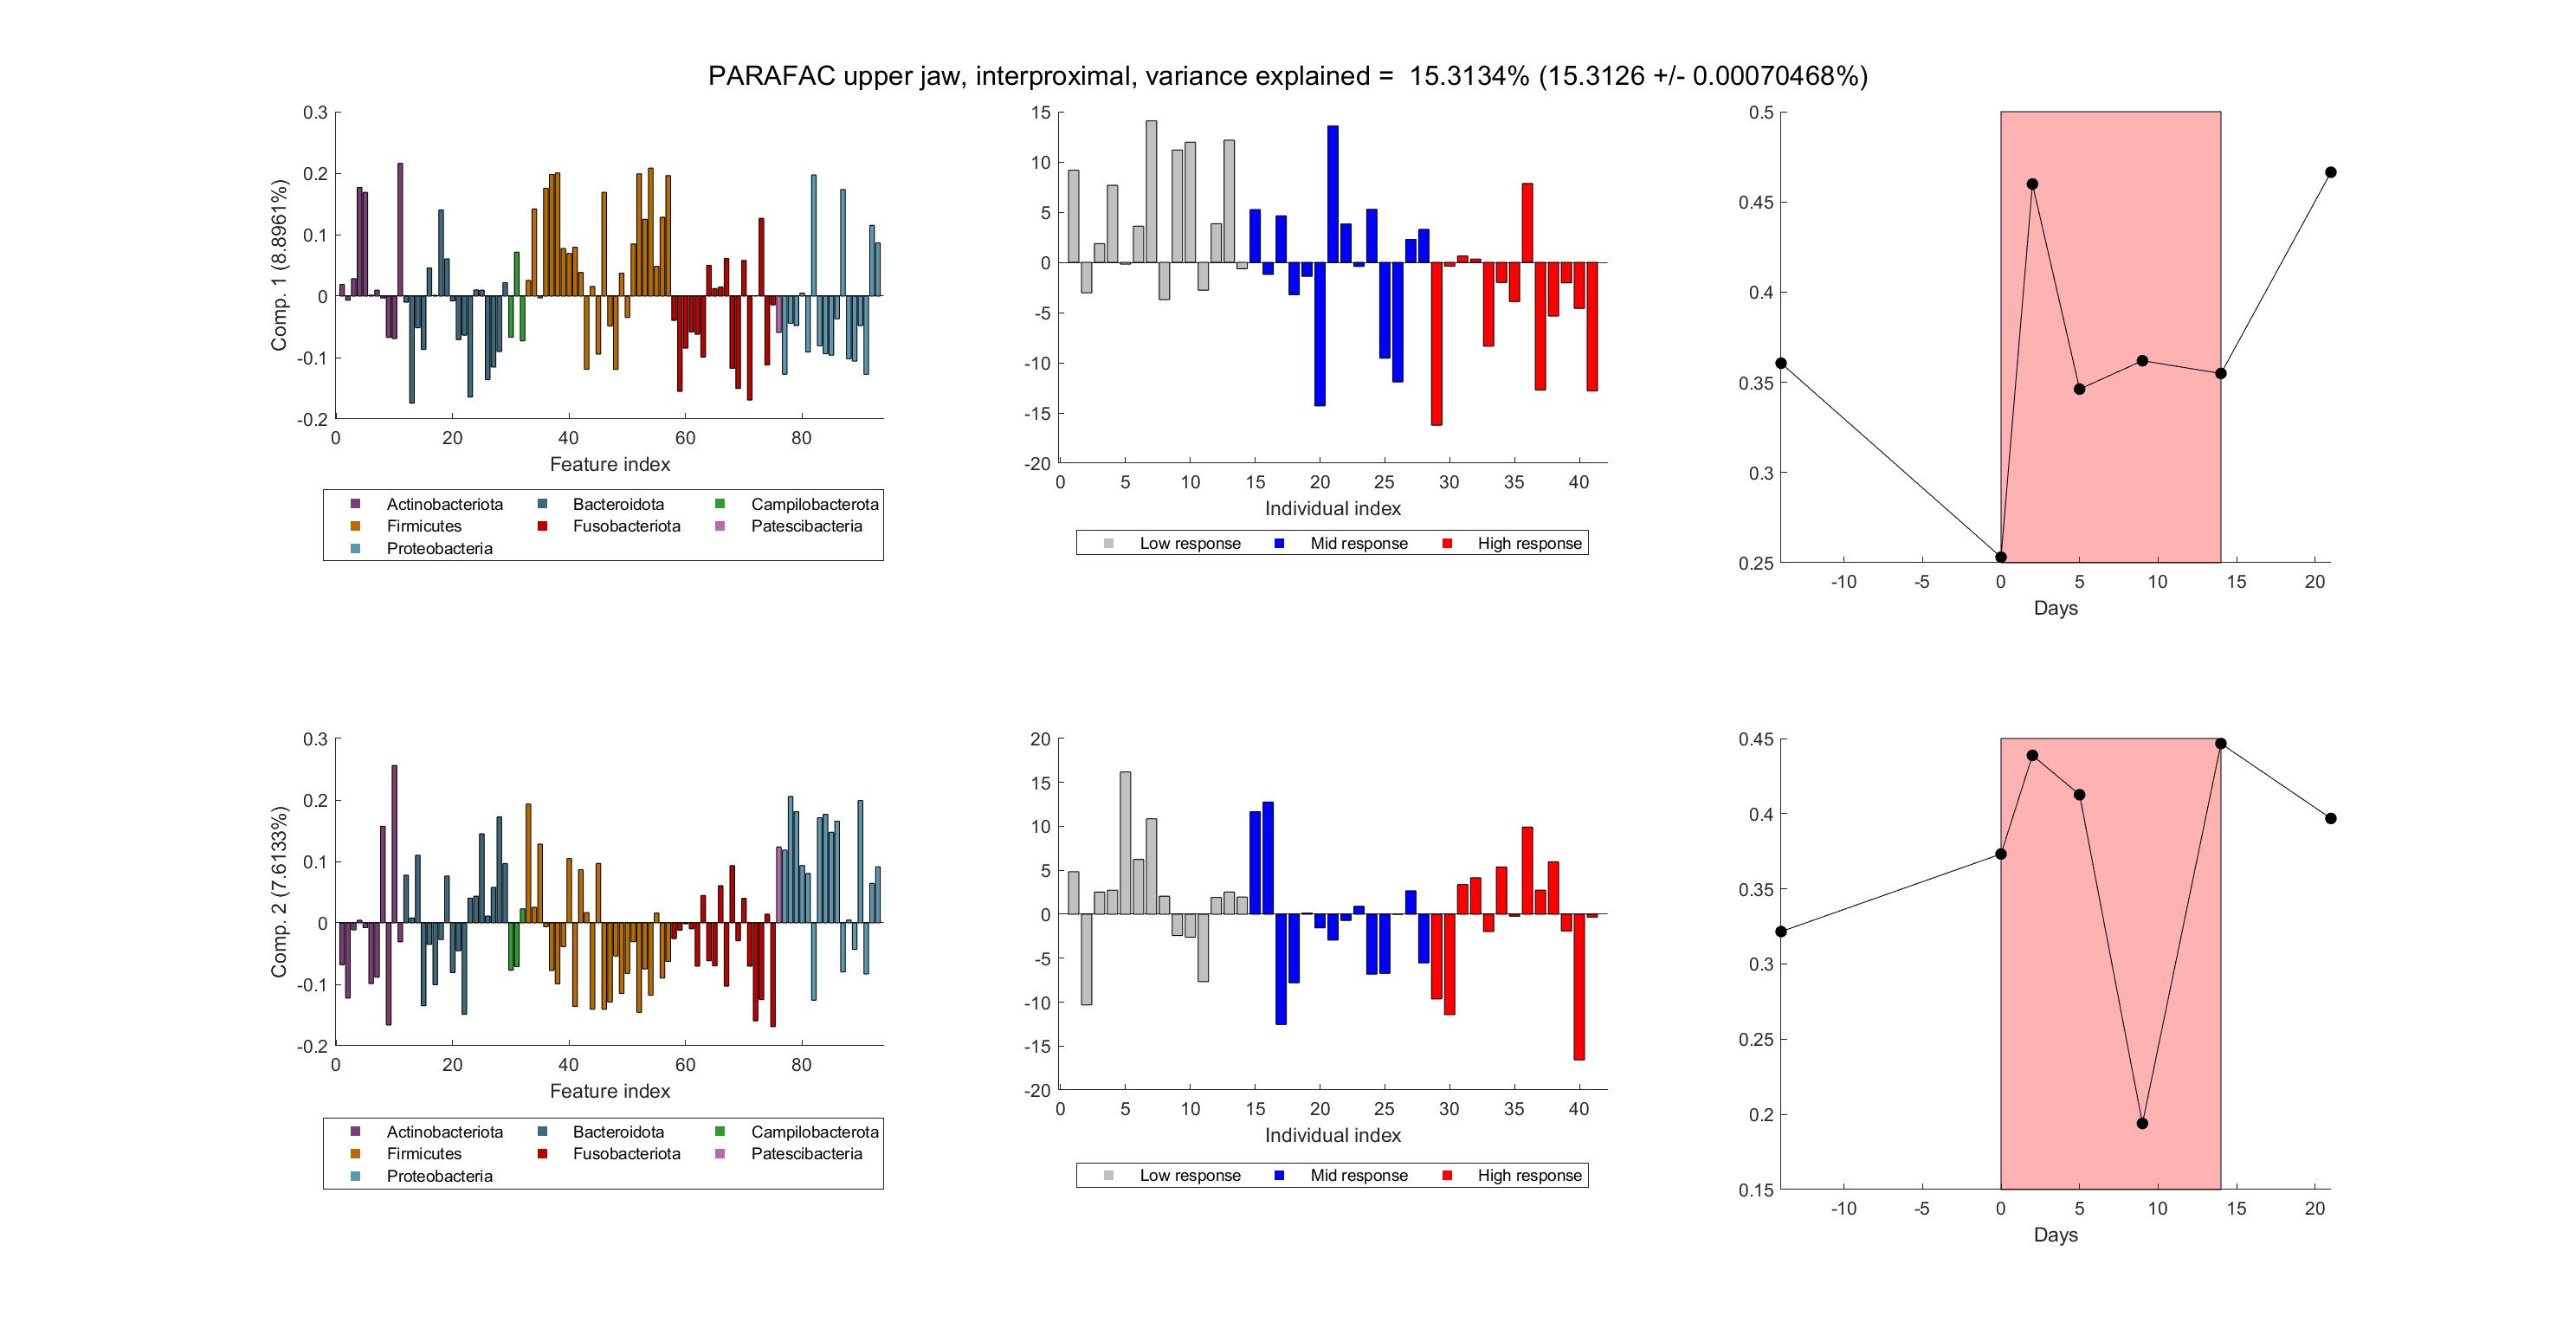 PARAFAC upper jaw, interproximal, variance explained = 15.3134% (15.3126 +/- 0.00070468%)
0.3
0.2
0.1
0
-0.1
-0.2
Comp. 1 (8.8961%)
0 20 40 60 80
Feature index
Actinobacteriota Bacteroidota Campilobacterota
Firmicutes Fusobacteriota Patescibacteria
Proteobacteria
15
10
5
0
-5
-10
-15
-20
0 5 10 15 20 25 30 35 40
Individual index
Low response Mid response High response
0.5
0.45
0.4
0.35
0.3
0.25
-10 -5 0 5 10 15 20
Days
0.3
0.2
0.1
0
-0.1
-0.2
Comp. 2 (7.6133%)
0 20 40 60 80
Feature index
Actinobacteriota Bacteroidota Campilobacterota
Firmicutes Fusobacteriota Patescibacteria
Proteobacteria
20
15
10
5
0
-5
-10
-15
-20
0 5 10 15 20 25 30 35 40
Individual index
Low response Mid response High response
0.45
0.4
0.35
0.3
0.25
0.2
0.15
-10 -5 0 5 10 15 20
Days